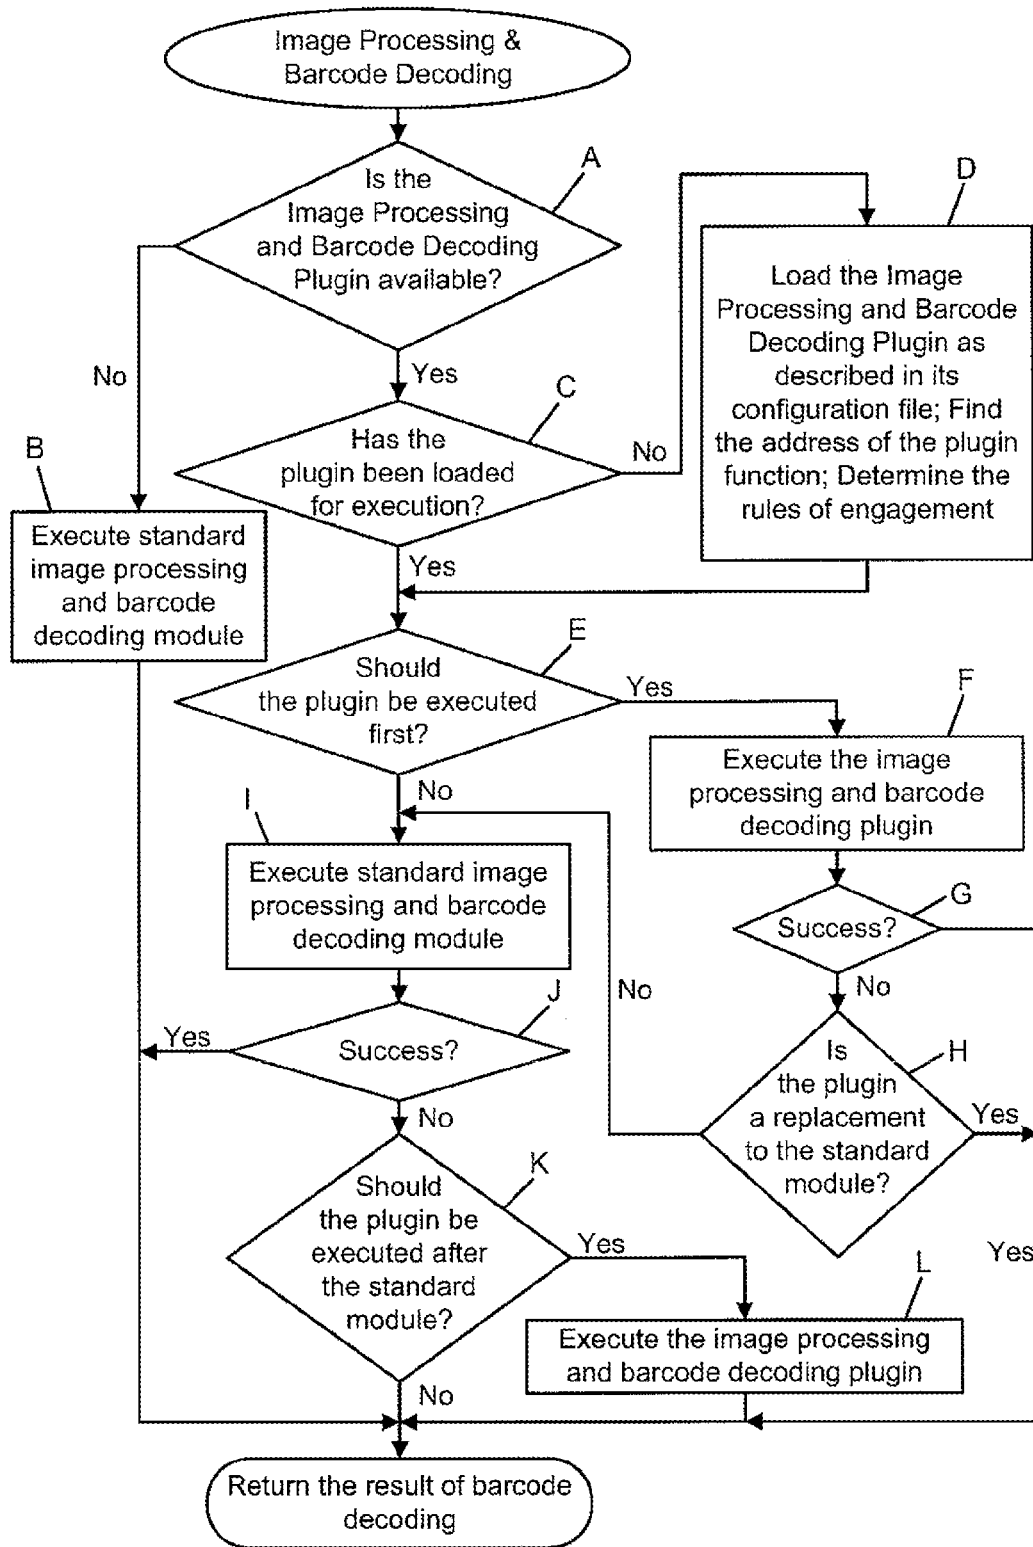 Image Processing &
Barcode Decoding
A
Is the
Image Processing
and Barcode Decoding
Plugin available?
No
Yes
D
Load the Image
Processing and Barcode
Decoding Plugin as
described in its
configuration file; Find
the address of the plugin
function; Determine the
rules of engagement
C
Has the
plugin been loaded
for execution?
No
Yes
B
Execute standard
image processing
and barcode
decoding module
E
Should
the plugin be executed
first?
Yes
No
F
Execute the image
processing and barcode
decoding plugin
G
Success?
Yes
No
H
Is
the plugin
a replacement
to the standard
module?
Yes
No
I
Execute standard image
processing and barcode
decoding module
J
Success?
Yes
No
K
Should
the plugin be
executed after
the standard
module?
Yes
No
L
Execute the image processing
and barcode decoding plugin
Return the result of barcode
decoding